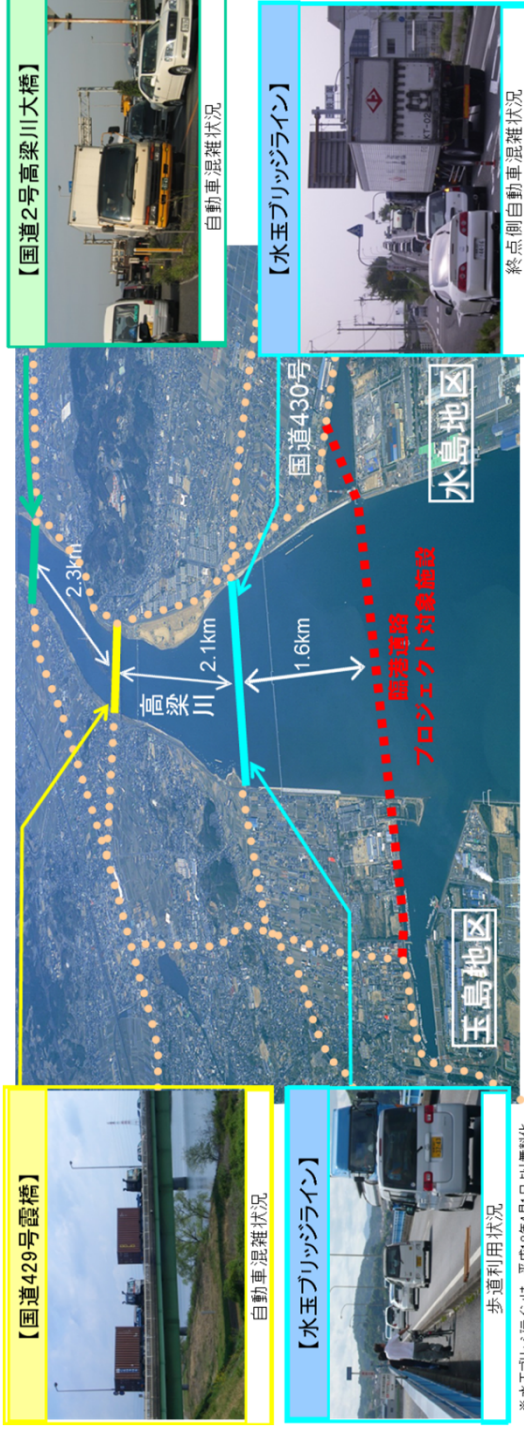 【国道429号霞橋】
自動車混雑状況
【国道2号高梁川大橋】
自動車混雑状況
2.3km
高梁川
2.1km
国道430号
1.6km
臨港道路
プロジェクト対象施設
玉島地区
水島地区
【水玉ブリッジライン】
歩道利用状況
【水玉ブリッジライン】
終点側自動車混雑状況